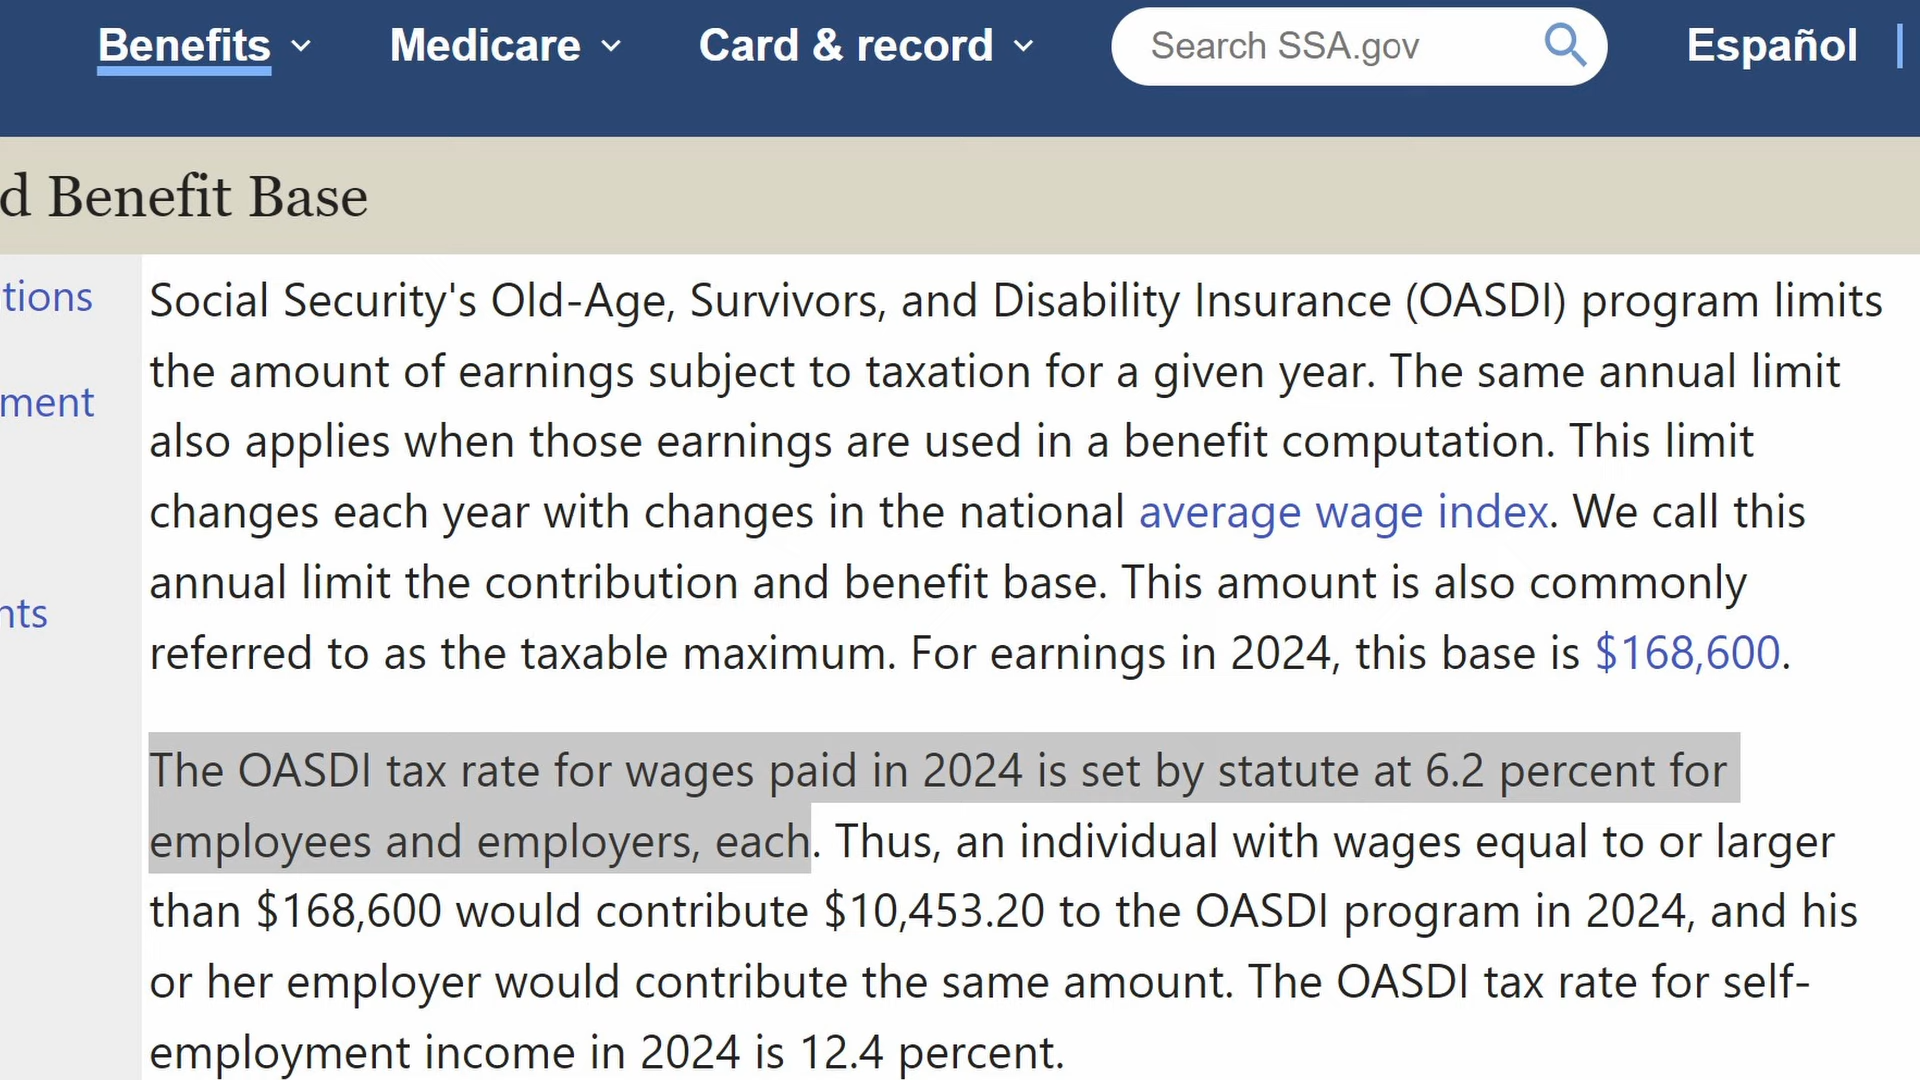 Benefits Medicare Card & record Search SSA.gov Español
d Benefit Base
tions
ment
nts
Social Security's Old-Age, Survivors, and Disability Insurance (OASDI) program limits
the amount of earnings subject to taxation for a given year. The same annual limit
also applies when those earnings are used in a benefit computation. This limit
changes each year with changes in the national average wage index. We call this
annual limit the contribution and benefit base. This amount is also commonly
referred to as the taxable maximum. For earnings in 2024, this base is $168,600.
The OASDI tax rate for wages paid in 2024 is set by statute at 6.2 percent for
employees and employers, each. Thus, an individual with wages equal to or larger
than $168,600 would contribute $10,453.20 to the OASDI program in 2024, and his
or her employer would contribute the same amount. The OASDI tax rate for self-
employment income in 2024 is 12.4 percent.